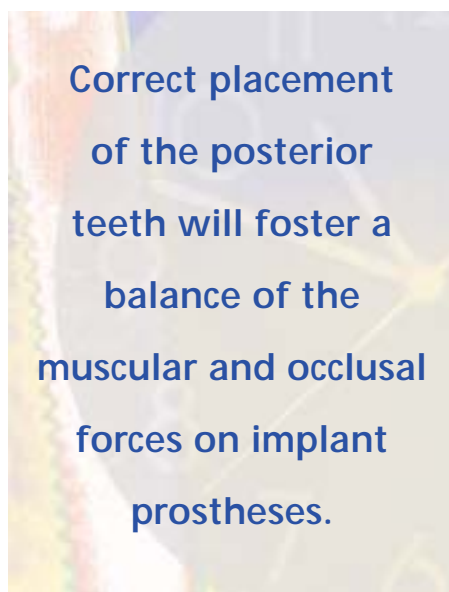 Correct placement
of the posterior
teeth will foster a
balance of the
muscular and occlusal
forces on implant
prostheses.